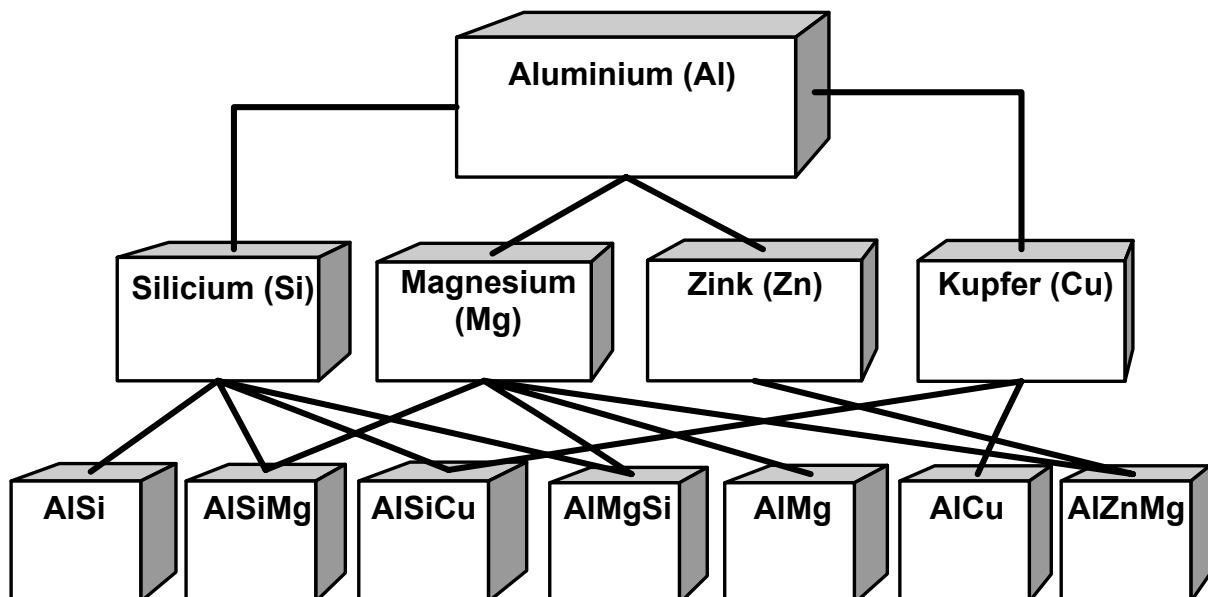 Aluminium (Al)
Silicium (Si)
Magnesium
(Mg)
Zink (Zn)
Kupfer (Cu)
AlSi
AlSiMg
AlSiCu
AlMgSi
AlMg
AlCu
AlZnMg